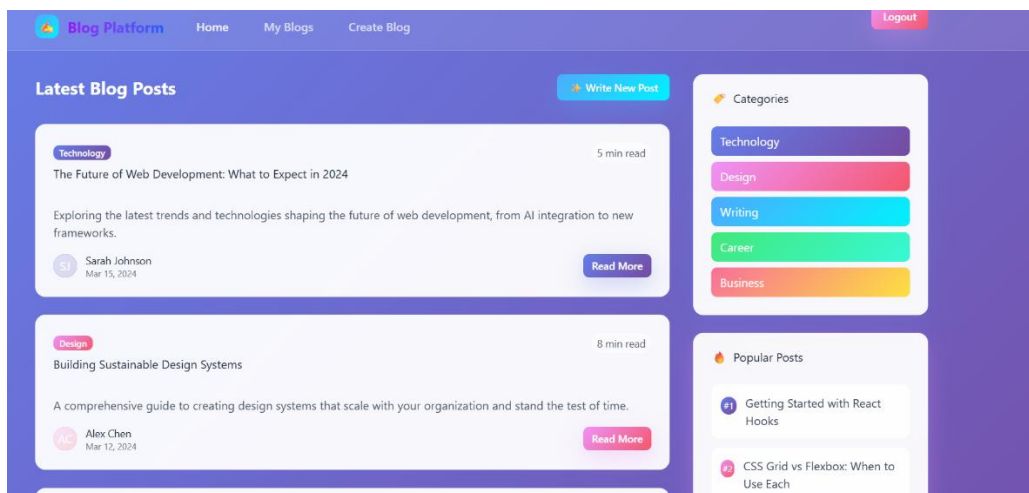 Blog Platform Home My Blogs Create Blog Logout
Latest Blog Posts
Write New Post
Technology
5 min read
The Future of Web Development: What to Expect in 2024
Exploring the latest trends and technologies shaping the future of web development, from AI integration to new
frameworks.
SJ
Sarah Johnson
Mar 15, 2024
Read More
Design
8 min read
Building Sustainable Design Systems
A comprehensive guide to creating design systems that scale with your organization and stand the test of time.
AC
Alex Chen
Mar 12, 2024
Read More
Categories
Technology
Design
Writing
Career
Business
Popular Posts
#1
Getting Started with React
Hooks
#2
CSS Grid vs Flexbox: When to
Use Each